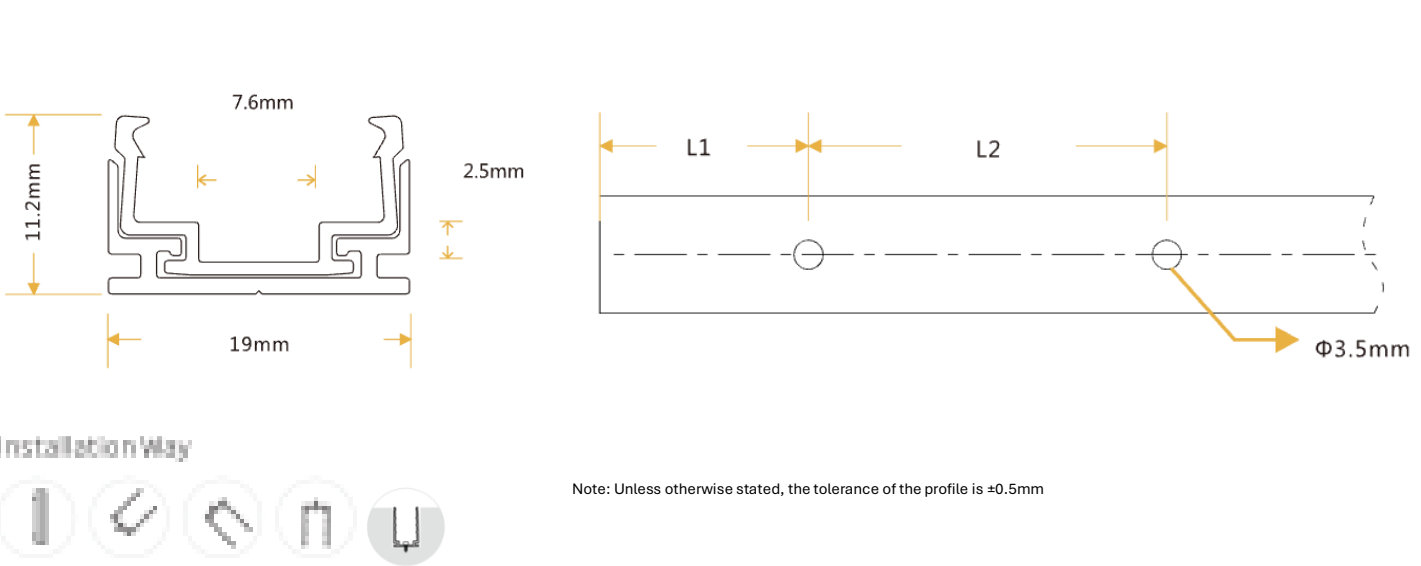 7.6mm
2.5mm
11.2mm
19mm
L1
L2
Φ3.5mm
Installation Way
Note: Unless otherwise stated, the tolerance of the profile is ±0.5mm